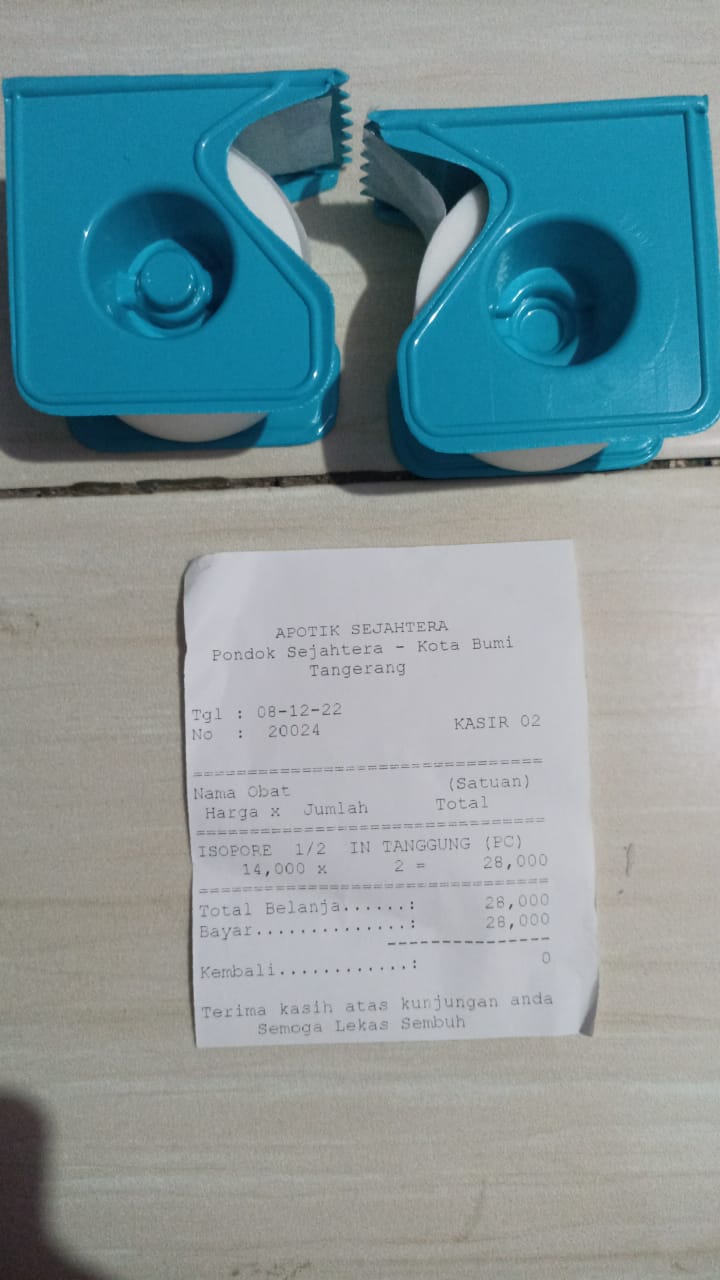 APOTIK SEJAHTERA
Pondok Sejahtera - Kota Bumi
Tangerang
Tgl : 08-12-22
No  :  20024    KASIR 02
================================
Nama Obat    (Satuan)
Harga x  Jumlah    Total
================================
ISOPORE  1/2  IN TANGGUNG (PC)
14,000 x    2 =    28,000
================================
Total Belanja......:    28,000
Bayar..............:    28,000
---------------
Kembali............:    0
Terima kasih atas kunjungan anda
Semoga Lekas Sembuh